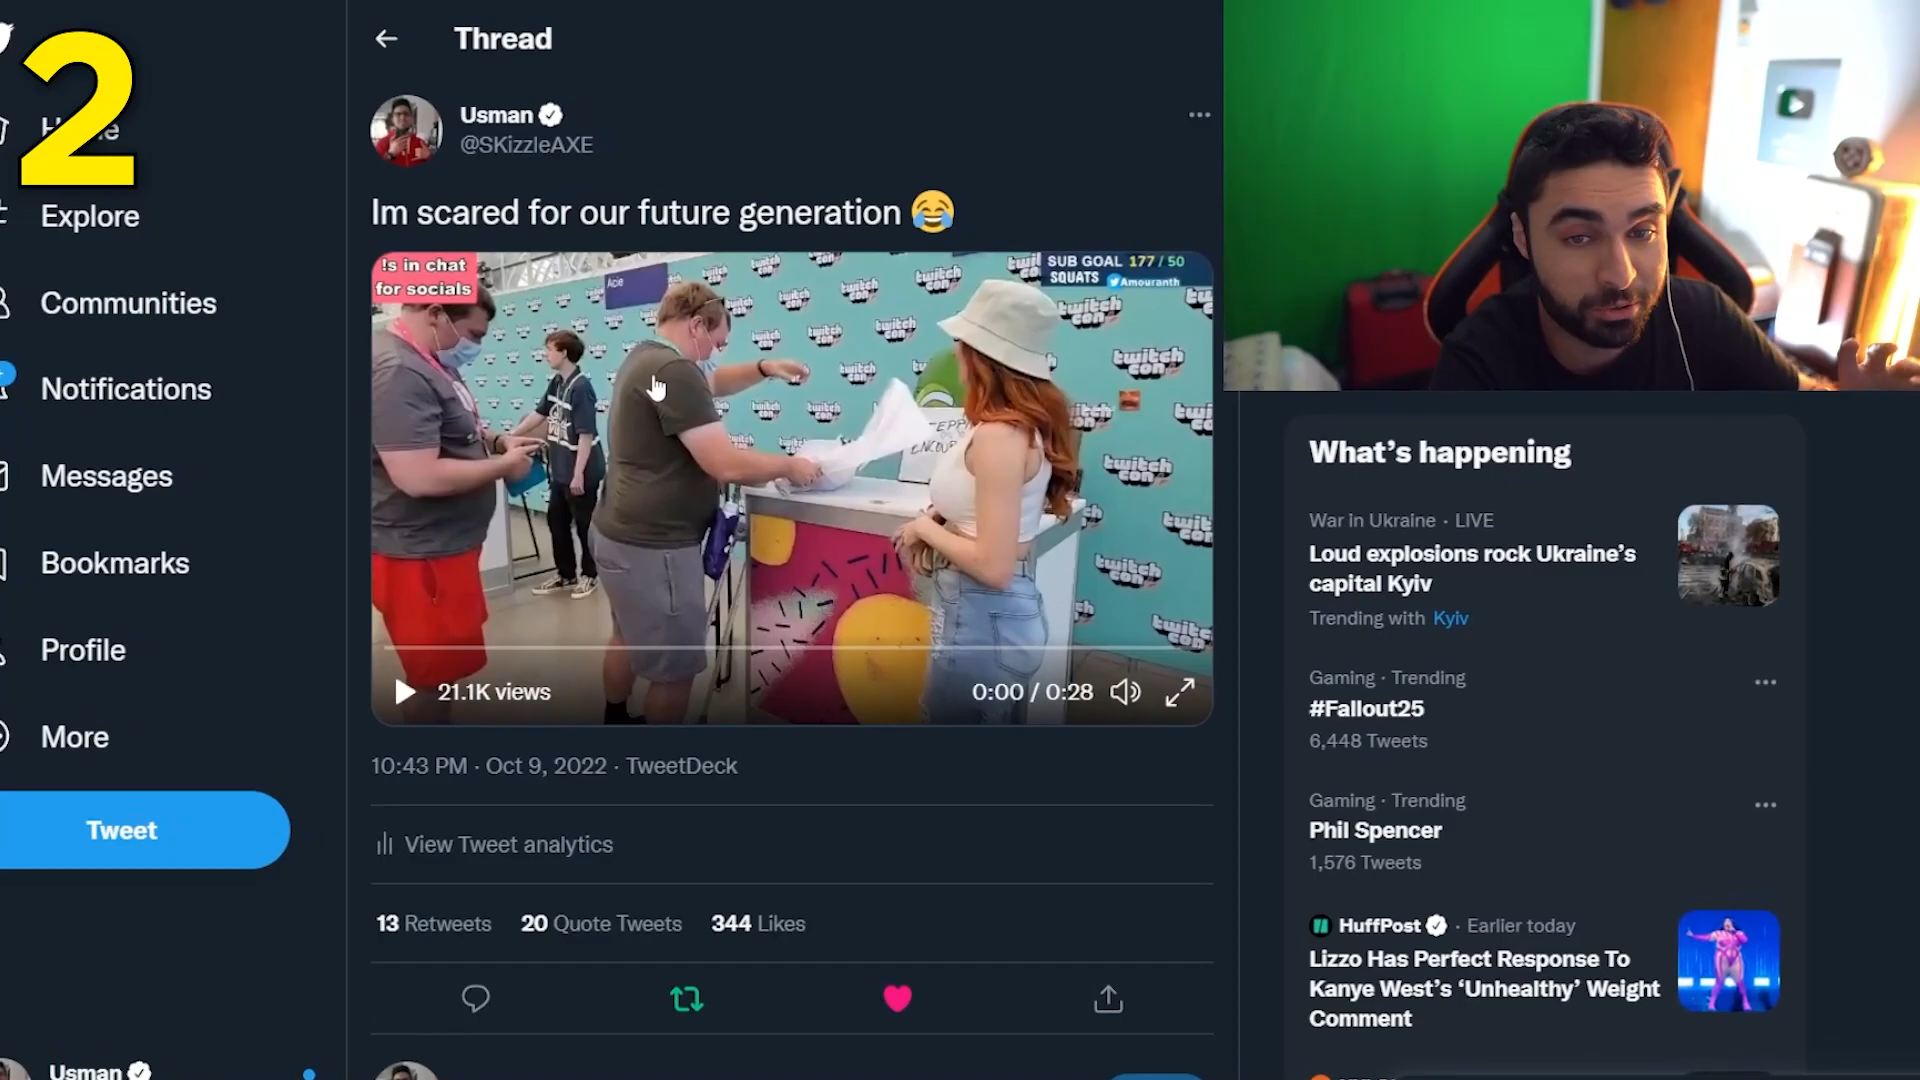 2
Home
Explore
Communities
Notifications
Messages
Bookmarks
Profile
More
Tweet
Usman
Thread
Usman
@SKizzleAXE
Im scared for our future generation 😂
!s in chat
for socials
Acie
SUB GOAL 177 / 50
SQUATS Amouranth
twitch
con
21.1K views
0:00 / 0:28
10:43 PM · Oct 9, 2022 · TweetDeck
View Tweet analytics
13 Retweets 20 Quote Tweets 344 Likes
What's happening
War in Ukraine · LIVE
Loud explosions rock Ukraine's
capital Kyiv
Trending with Kyiv
Gaming · Trending
#Fallout25
6,448 Tweets
Gaming · Trending
Phil Spencer
1,576 Tweets
HuffPost · Earlier today
Lizzo Has Perfect Response To
Kanye West's 'Unhealthy' Weight
Comment